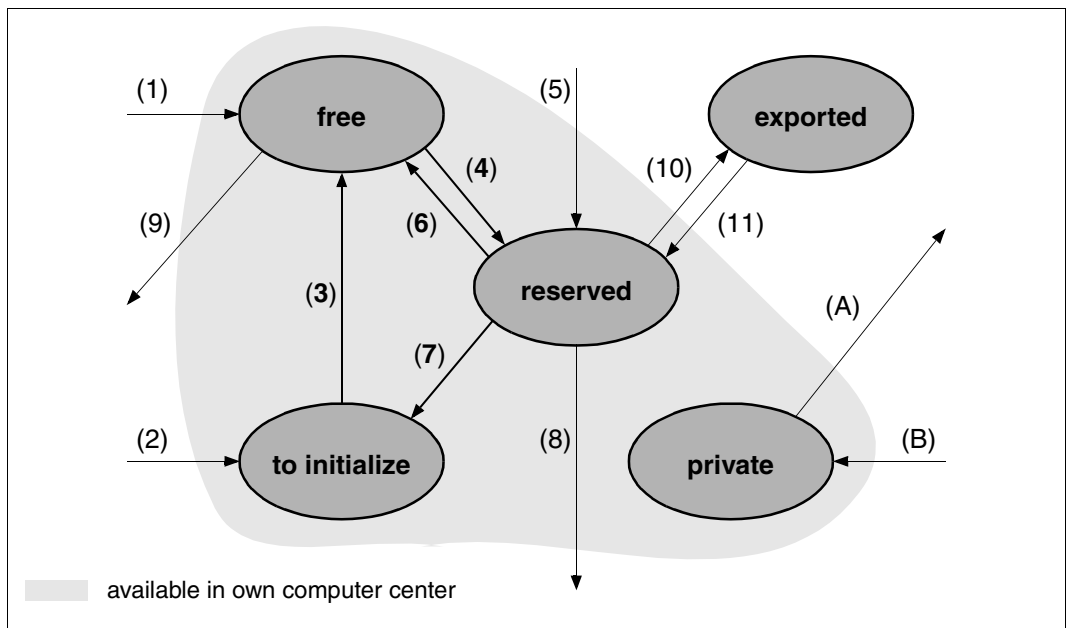 (1)
(5)
free
exported
(4)
(10)
(9)
(6)
(11)
(3)
reserved
(A)
(7)
(2)
(8)
(B)
to initialize
private
available in own computer center